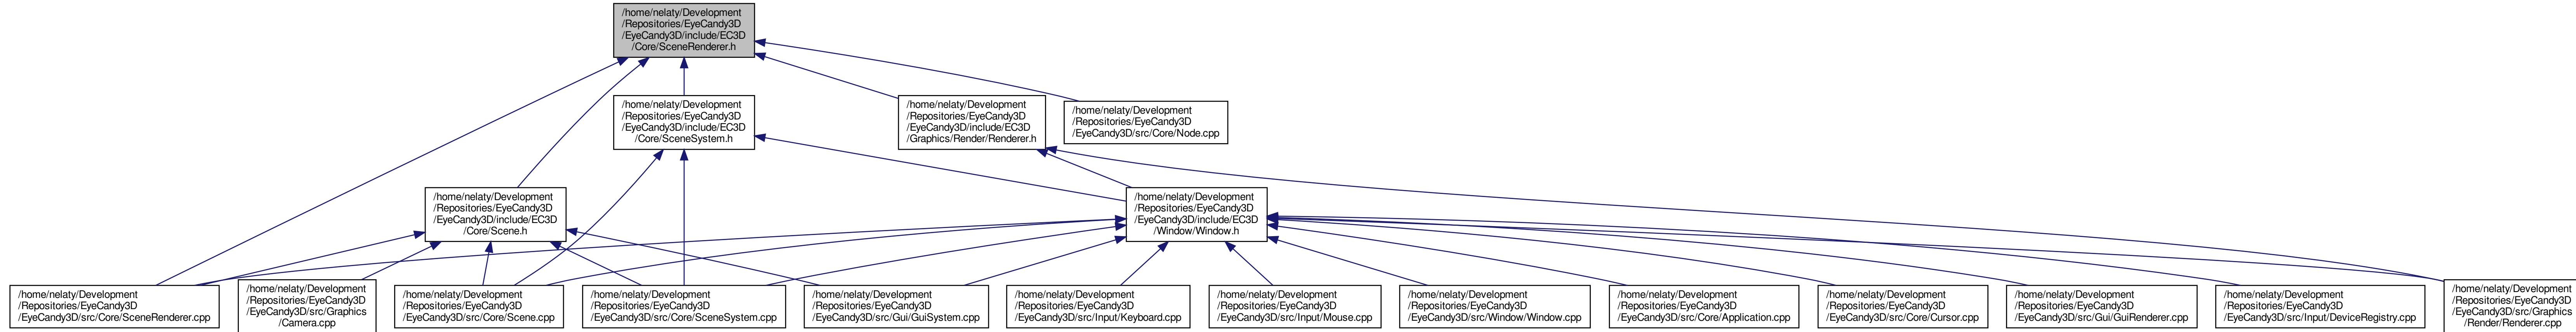 /home/nelaty/Development
/Repositories/EyeCandy3D
/EyeCandy3D/include/EC3D
/Core/SceneRenderer.h
/home/nelaty/Development
/Repositories/EyeCandy3D
/EyeCandy3D/include/EC3D
/Core/SceneSystem.h
/home/nelaty/Development
/Repositories/EyeCandy3D
/EyeCandy3D/include/EC3D
/Graphics/Render/Renderer.h
/home/nelaty/Development
/Repositories/EyeCandy3D
/EyeCandy3D/src/Core/Node.cpp
/home/nelaty/Development
/Repositories/EyeCandy3D
/EyeCandy3D/include/EC3D
/Core/Scene.h
/home/nelaty/Development
/Repositories/EyeCandy3D
/EyeCandy3D/include/EC3D
/Window/Window.h
/home/nelaty/Development
/Repositories/EyeCandy3D
/EyeCandy3D/src/Core/SceneRenderer.cpp
/home/nelaty/Development
/Repositories/EyeCandy3D
/EyeCandy3D/src/Graphics
/Camera.cpp
/home/nelaty/Development
/Repositories/EyeCandy3D
/EyeCandy3D/src/Core/Scene.cpp
/home/nelaty/Development
/Repositories/EyeCandy3D
/EyeCandy3D/src/Core/SceneSystem.cpp
/home/nelaty/Development
/Repositories/EyeCandy3D
/EyeCandy3D/src/Gui/GuiSystem.cpp
/home/nelaty/Development
/Repositories/EyeCandy3D
/EyeCandy3D/src/Input/Keyboard.cpp
/home/nelaty/Development
/Repositories/EyeCandy3D
/EyeCandy3D/src/Input/Mouse.cpp
/home/nelaty/Development
/Repositories/EyeCandy3D
/EyeCandy3D/src/Window/Window.cpp
/home/nelaty/Development
/Repositories/EyeCandy3D
/EyeCandy3D/src/Core/Application.cpp
/home/nelaty/Development
/Repositories/EyeCandy3D
/EyeCandy3D/src/Core/Cursor.cpp
/home/nelaty/Development
/Repositories/EyeCandy3D
/EyeCandy3D/src/Gui/GuiRenderer.cpp
/home/nelaty/Development
/Repositories/EyeCandy3D
/EyeCandy3D/src/Input/DeviceRegistry.cpp
/home/nelaty/Development
/Repositories/EyeCandy3D
/EyeCandy3D/src/Graphics
/Render/Renderer.cpp